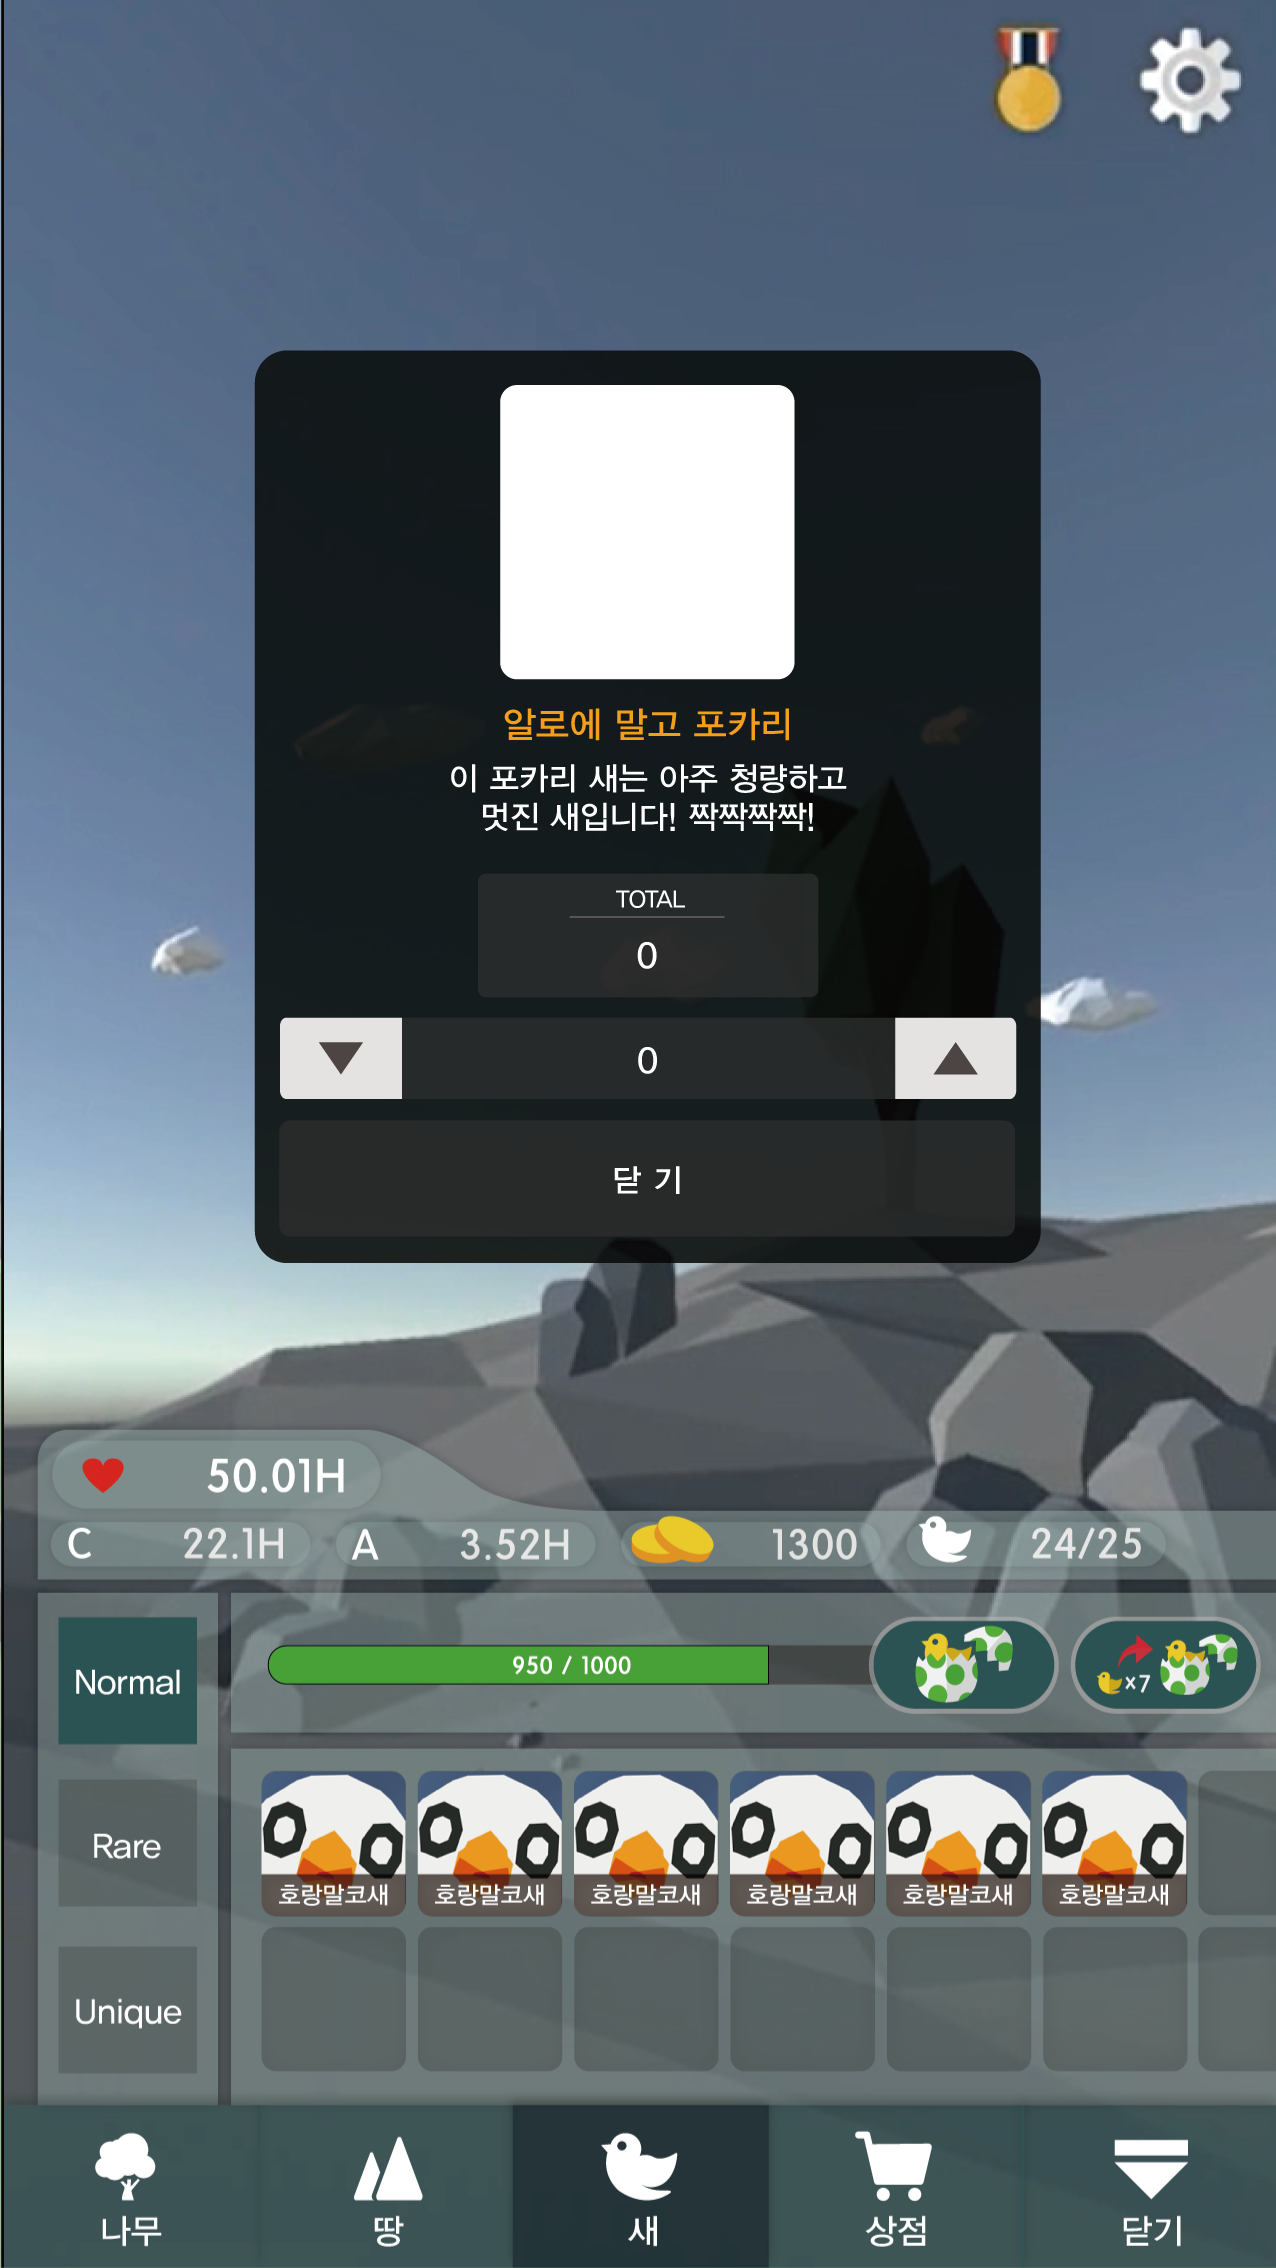 알로에 말고 포카리
이 포카리 새는 아주 청량하고
멋진 새입니다! 짝짝짝짝!
TOTAL
0
0
닫 기
50.01H
C 22.1H A 3.52H 1300 24/25
Normal
950 / 1000
×7
Rare
호랑말코새 호랑말코새 호랑말코새 호랑말코새 호랑말코새 호랑말코새
Unique
나무 땅 새 상점 닫기